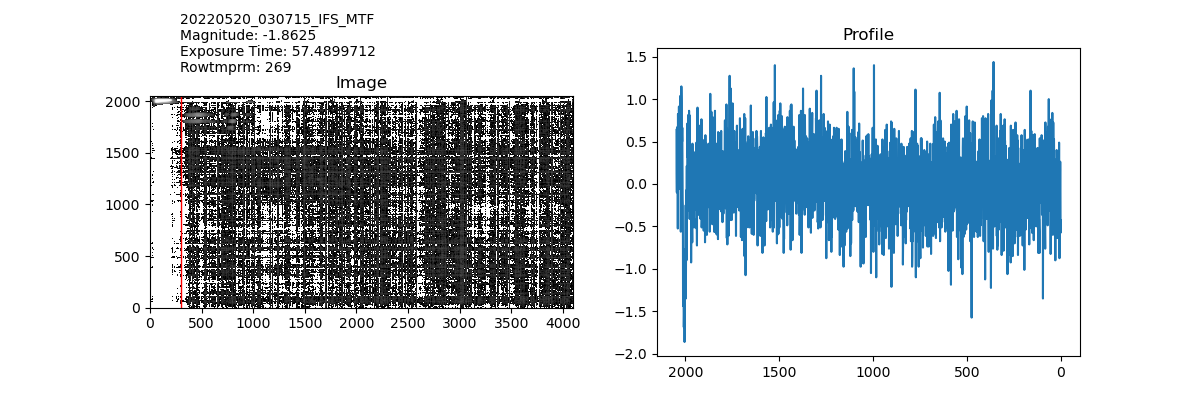 20220520_030715_IFS_MTF
Magnitude: -1.8625
Exposure Time: 57.4899712
Rowtmprm: 269
Image
2000
1500
1000
500
0
0 500 1000 1500 2000 2500 3000 3500 4000
Profile
1.5
1.0
0.5
0.0
−0.5
−1.0
−1.5
−2.0
2000 1500 1000 500 0